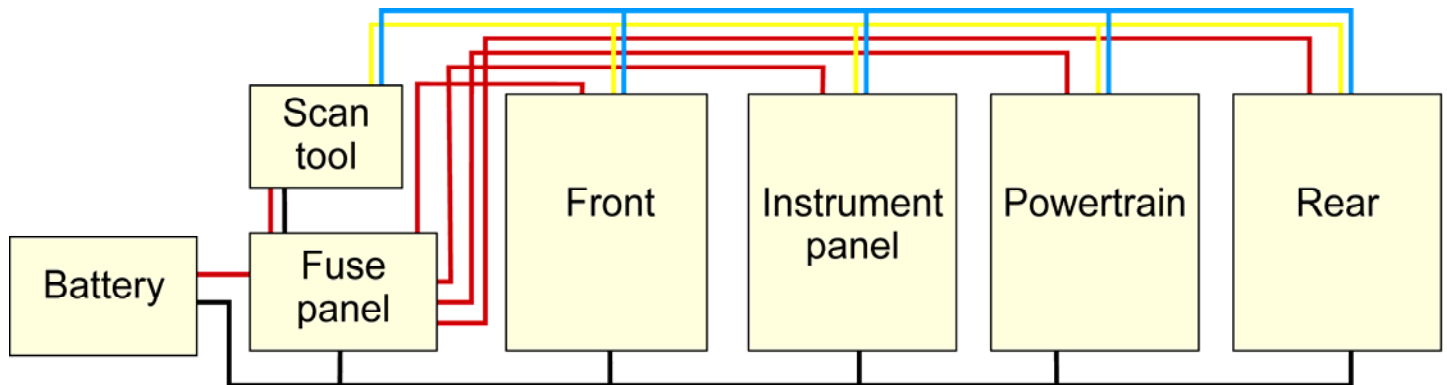 Scan
tool
Front
Instrument
panel
Powertrain
Rear
Battery
Fuse
panel